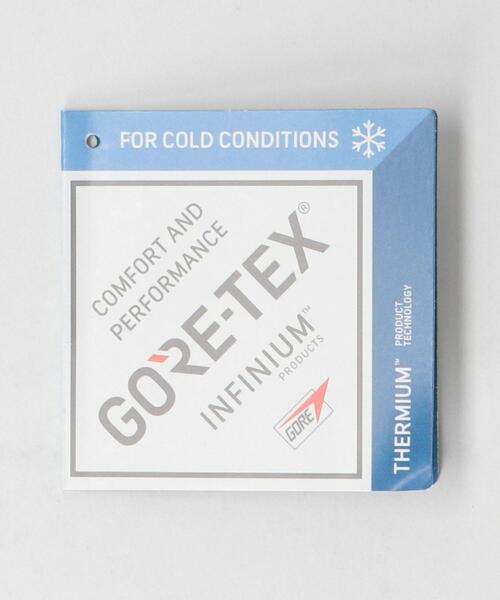 FOR COLD CONDITIONS
COMFORT AND
PERFORMANCE
GORE-TEX®
INFINIUM™
PRODUCTS
GORE
THERMIUM™
PRODUCT
TECHNOLOGY